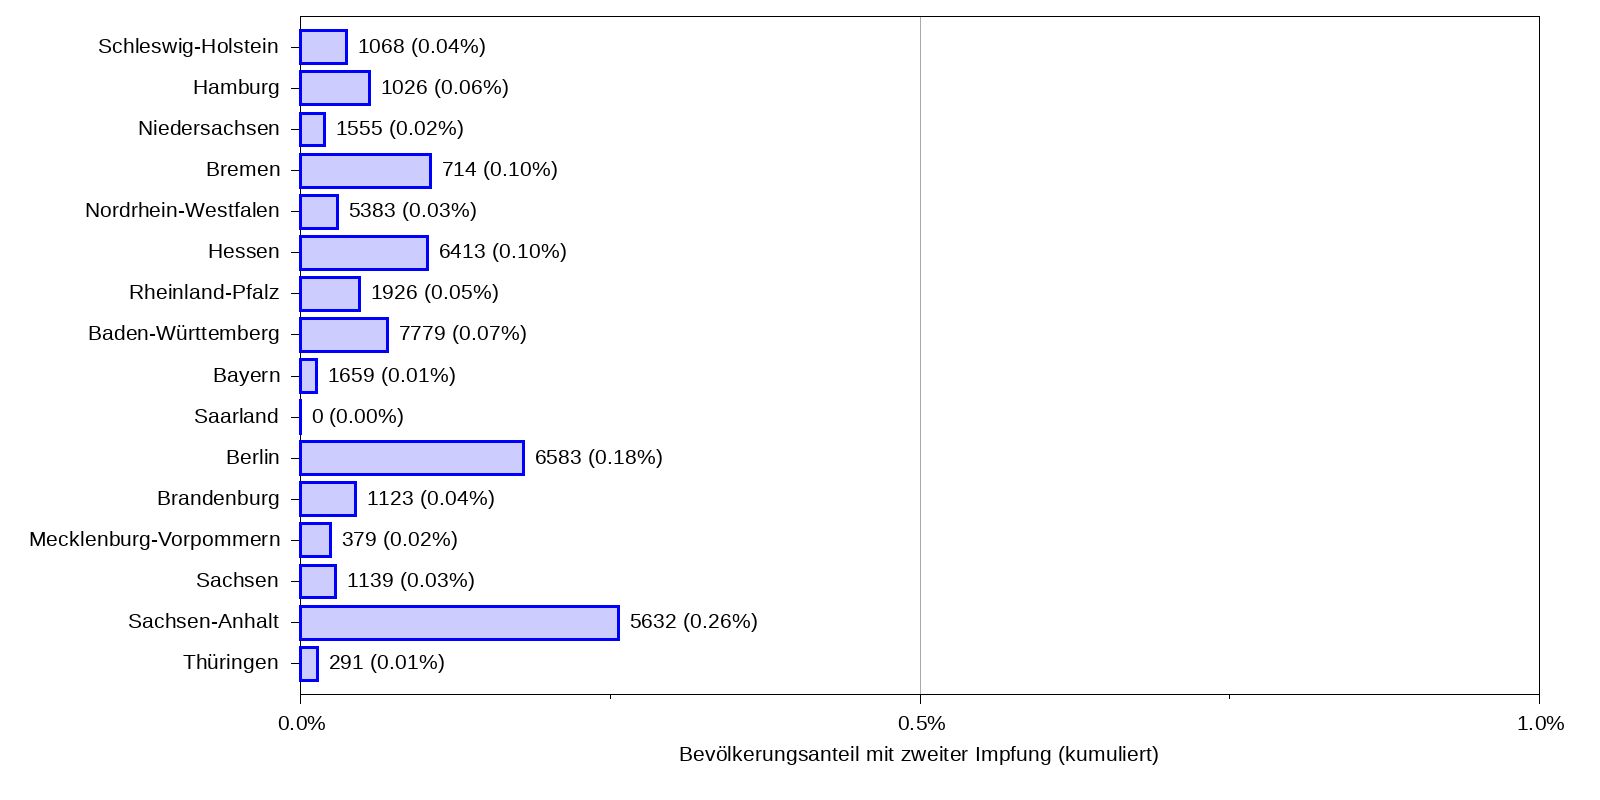 Schleswig-Holstein 1068 (0.04%)
Hamburg 1026 (0.06%)
Niedersachsen 1555 (0.02%)
Bremen 714 (0.10%)
Nordrhein-Westfalen 5383 (0.03%)
Hessen 6413 (0.10%)
Rheinland-Pfalz 1926 (0.05%)
Baden-Württemberg 7779 (0.07%)
Bayern 1659 (0.01%)
Saarland 0 (0.00%)
Berlin 6583 (0.18%)
Brandenburg 1123 (0.04%)
Mecklenburg-Vorpommern 379 (0.02%)
Sachsen 1139 (0.03%)
Sachsen-Anhalt 5632 (0.26%)
Thüringen 291 (0.01%)
0.0% 0.5% 1.0%
Bevölkerungsanteil mit zweiter Impfung (kumuliert)